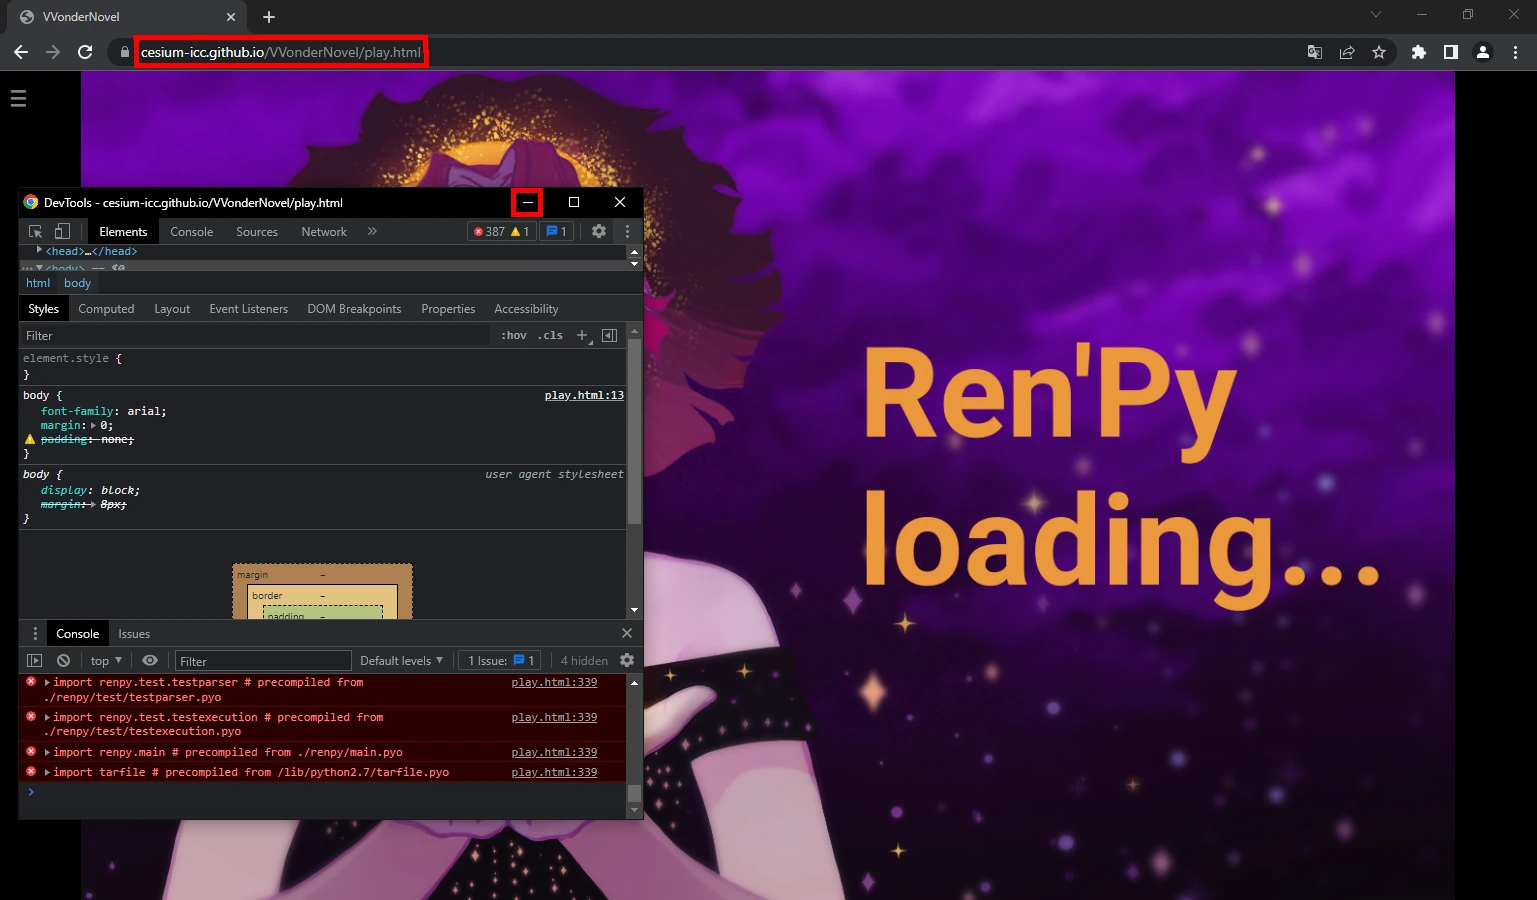 VVonderNovel
cesium-icc.github.io/VVonderNovel/play.html
DevTools - cesium-icc.github.io/VVonderNovel/play.html
Elements Console Sources Network » 387 1 1
<head>…</head>
<body> == $0
html body
Styles Computed Layout Event Listeners DOM Breakpoints Properties Accessibility
Filter :hov .cls
element.style {
}
body { play.html:13
font-family: arial;
margin: 0;
padding: none;
}
body { user agent stylesheet
display: block;
margin: 8px;
}
margin –
border –
padding –
Console Issues
top Filter Default levels 1 Issue: 1 4 hidden
import renpy.test.testparser # precompiled from play.html:339
./renpy/test/testparser.pyo
import renpy.test.testexecution # precompiled from play.html:339
./renpy/test/testexecution.pyo
import renpy.main # precompiled from ./renpy/main.pyo play.html:339
import tarfile # precompiled from /lib/python2.7/tarfile.pyo play.html:339
Ren'Py
loading...